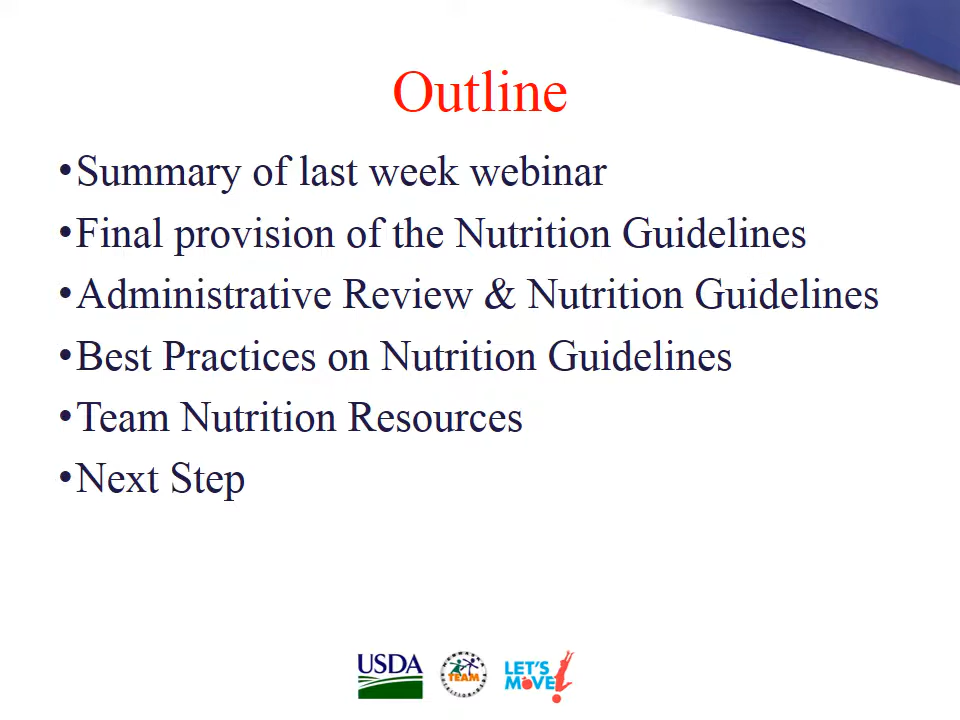 Outline
•Summary of last week webinar
•Final provision of the Nutrition Guidelines
•Administrative Review & Nutrition Guidelines
•Best Practices on Nutrition Guidelines
•Team Nutrition Resources
•Next Step
USDA
TEAM
LET'S
MOVE!